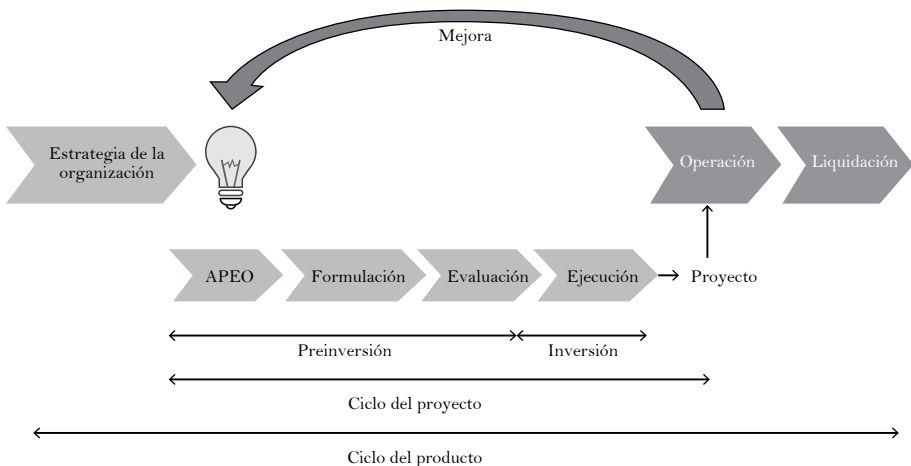 Mejora
Estrategia de la
organización
Operación
Liquidación
APEO
Formulación
Evaluación
Ejecución
Proyecto
Preinversión
Inversión
Ciclo del proyecto
Ciclo del producto